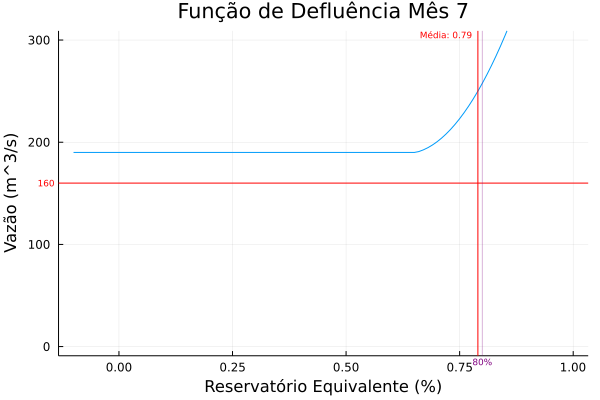 Função de Defluência Mês 7
Média: 0.79
300
200
160
100
0
Vazão (m^3/s)
0.00
0.25
0.50
0.75
80%
1.00
Reservatório Equivalente (%)